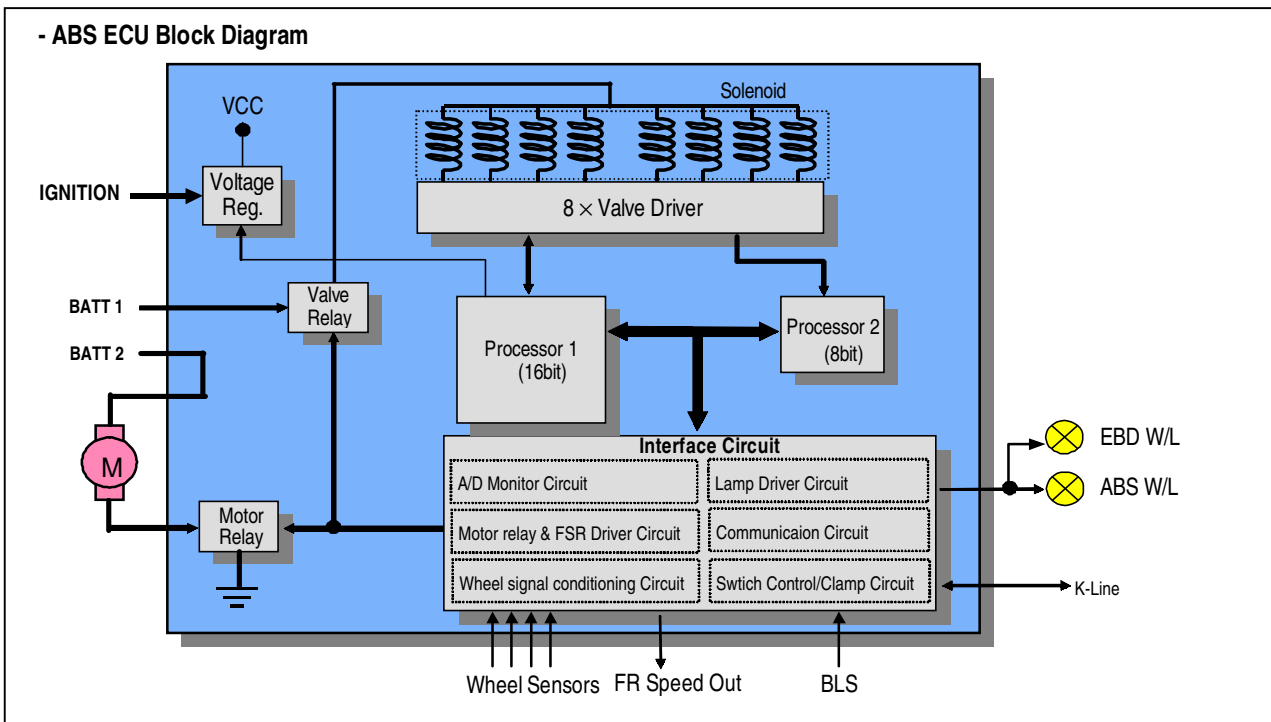 - ABS ECU Block Diagram
Solenoid
VCC
IGNITION
Voltage
Reg.
8 × Valve Driver
BATT 1
Valve
Relay
BATT 2
Processor 1
(16bit)
Processor 2
(8bit)
M
Motor
Relay
Interface Circuit
A/D Monitor Circuit
Lamp Driver Circuit
Motor relay & FSR Driver Circuit
Communicaion Circuit
Wheel signal conditioning Circuit
Swtich Control/Clamp Circuit
EBD W/L
ABS W/L
K-Line
Wheel Sensors
FR Speed Out
BLS